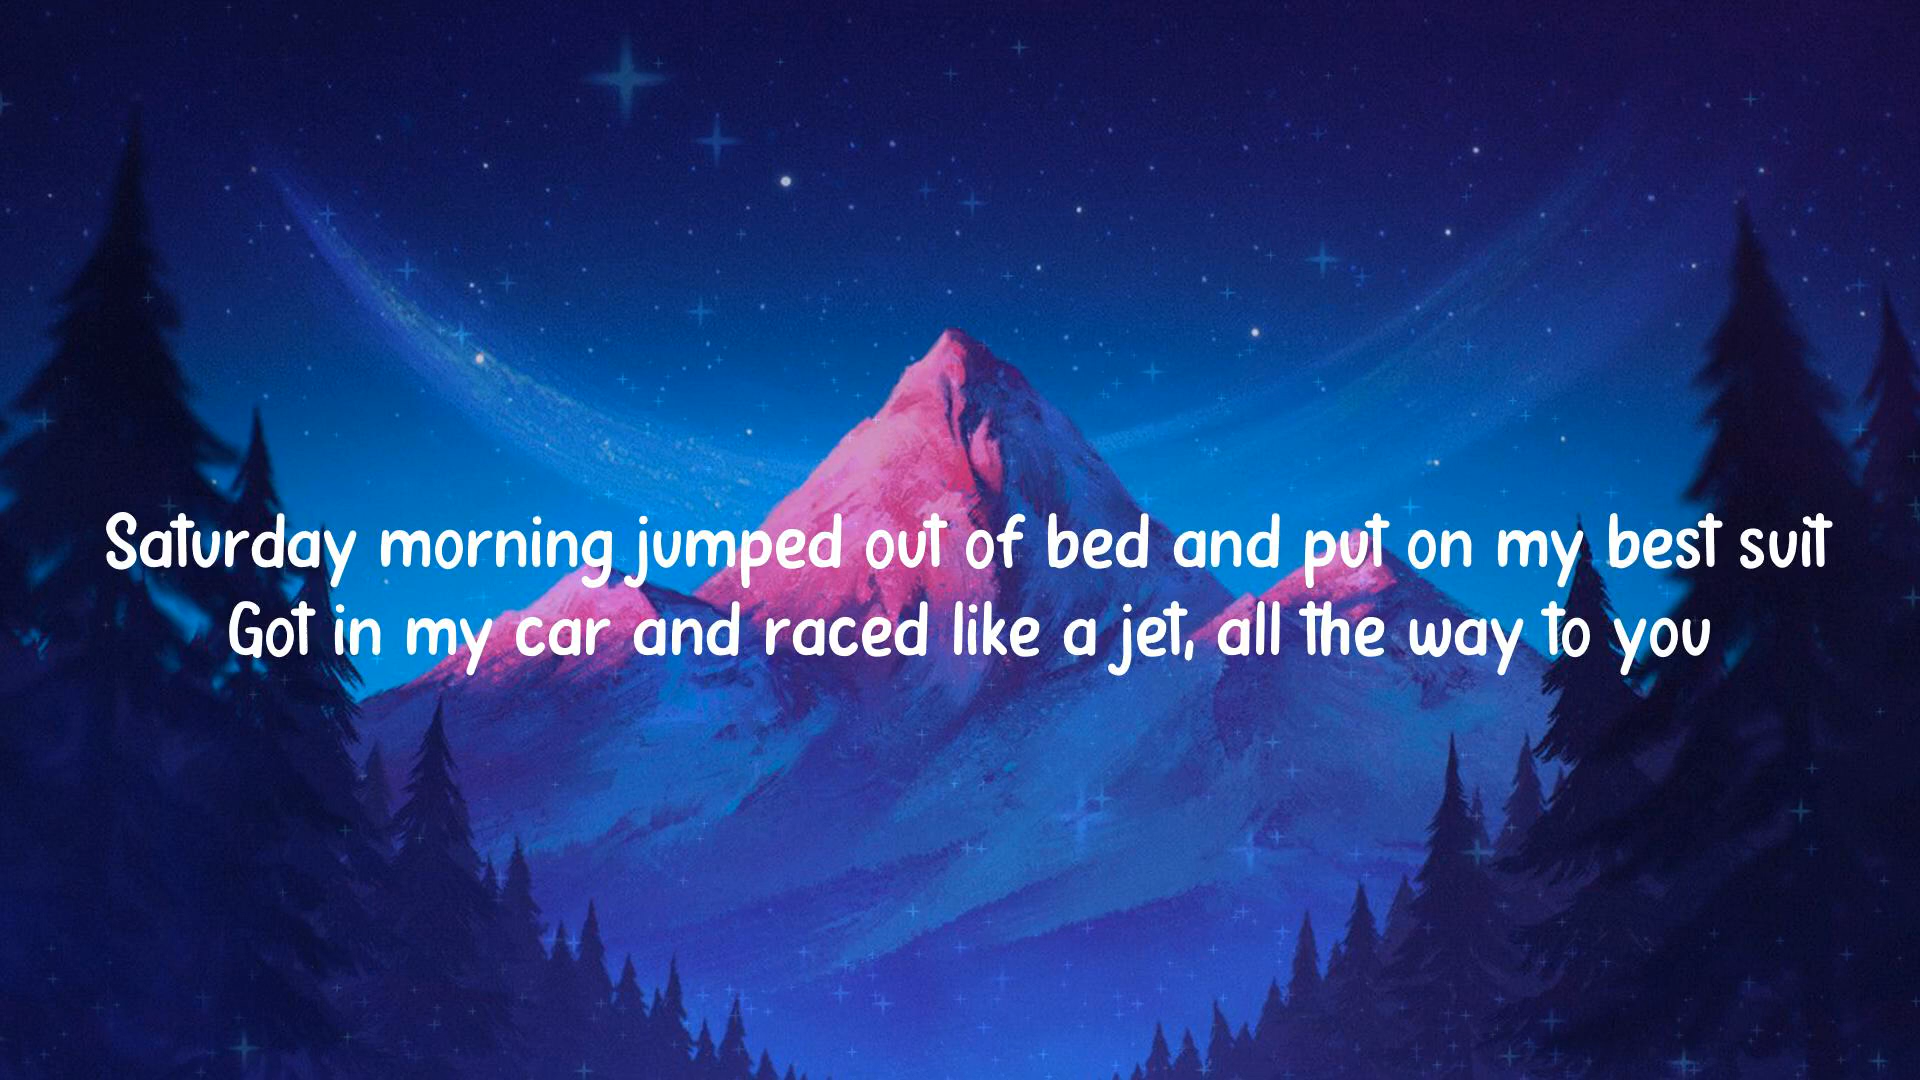 Saturday morning jumped out of bed and put on my best suit
Got in my car and raced like a jet, all the way to you